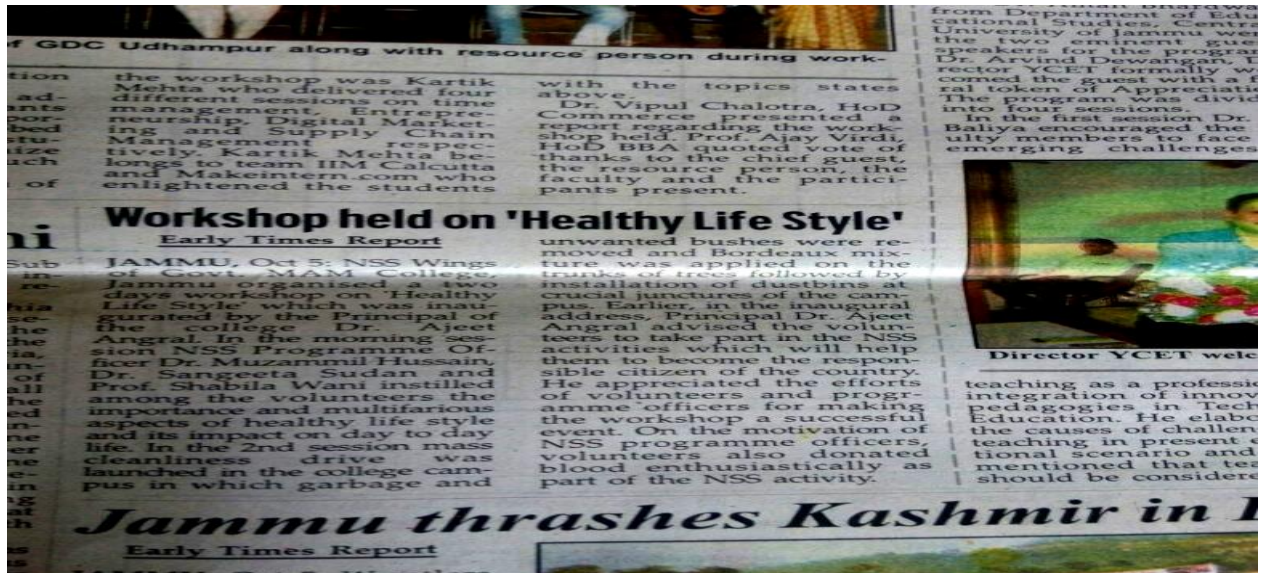 of GDC Udhampur along with resource person during work-
the workshop was Kartik
Mehta who delivered four
different sessions on time
management, Entrepre-
neurship, Digital Market-
ing and Supply Chain
Management respec-
tively. Kartik Mehta be-
longs to team IIM Calcutta
and Makeintern.com who
enlightened the students
with the topics states
above.
Dr. Vipul Chalotra, HoD
Commerce presented a
report regarding the work-
shop held. Prof. Ajay Virdi,
HoD BBA quoted vote of
thanks to the chief guest,
the resource person, the
faculty and the partici-
pants present.
Workshop held on 'Healthy Life Style'
Early Times Report
JAMMU, Oct 5: NSS Wings
of Govt. MAM College,
Jammu organised a two
days workshop on 'Healthy
Life Style' which was inau-
gurated by the Principal of
the college Dr. Ajeet
Angral. In the morning ses-
sion NSS Programme Of-
ficer Dr. Muzammil Hussan,
Dr. Sangeeta Sudan and
Prof. Shabila Wani instilled
among the volunteers the
importance and multifarious
aspects of healthy life style
and its impact on day to day
life. In the 2nd session mass
cleanliness drive was
launched in the college cam-
pus in which garbage and
unwanted bushes were re-
moved and Bordeaux mix-
ture was applied on the
trunks of trees followed by
installation of dustbins at
crucial junctures of the cam-
pus. Earlier, in the inaugural
address, Principal Dr. Ajeet
Angral advised the volun-
teers to take part in the NSS
activities which will help
them to become the respon-
sible citizen of the country.
He appreciated the efforts
of volunteers and progr-
amme officers for making
the workshop a successful
event. On the motivation of
NSS programme officers,
volunteers also donated
blood enthusiastically as
part of the NSS activity.
from Department of Edu
cational Studies, Cen
University of Jammu we
the two eminent gue
speakers for the progra
Dr. Arvind Dewangan,
rector YCET formally w
comed the guest with a f
ral token of Appreciati
The program was divid
into four sessions.
In the first session Dr.
Baliya encouraged the
ulty members to face
emerging challenge
Director YCET welc
teaching as a professi
integration of innov
pedagogies in Tech
Education. He elab
the causes of challen
teaching in present e
tional scenario and
mentioned that tea
should be considere
Jammu thrashes Kashmir in
Early Times Report